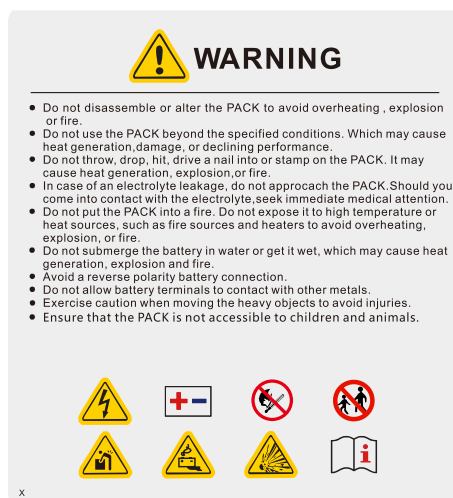 WARNING
● Do not disassemble or alter the PACK to avoid overheating , explosion
or fire.
● Do not use the PACK beyond the specified conditions. Which may cause
heat generation,damage, or declining performance.
● Do not throw, drop, hit, drive a nail into or stamp on the PACK. It may
cause heat generation, explosion,or fire.
● In case of an electrolyte leakage, do not approcach the PACK.Should you
come into contact with the electrolyte,seek immediate medical attention.
● Do not put the PACK into a fire. Do not expose it to high temperature or
heat sources, such as fire sources and heaters to avoid overheating,
explosion, or fire.
● Do not submerge the battery in water or get it wet, which may cause heat
generation, explosion and fire.
● Avoid a reverse polarity battery connection.
● Do not allow battery terminals to contact with other metals.
● Exercise caution when moving the heavy objects to avoid injuries.
● Ensure that the PACK is not accessible to children and animals.
+ −
i
X